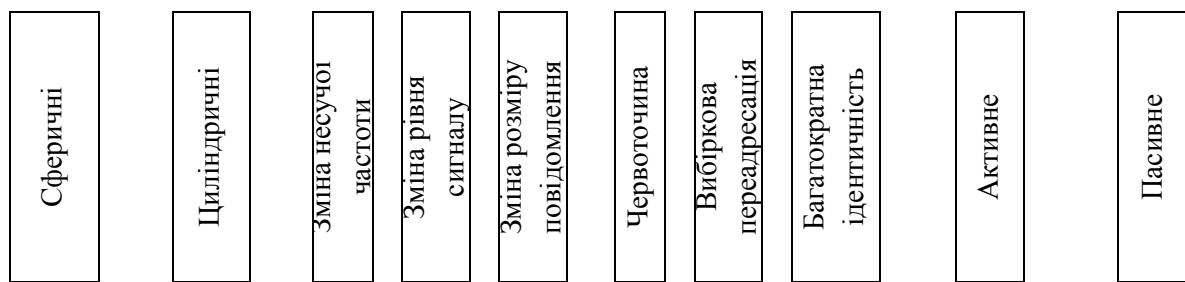 Сферичні
Циліндричні
Зміна несучої
частоти
Зміна рівня
сигналу
Зміна розміру
повідомлення
Червоточина
Вибіркова
переадресація
Багатократна
ідентичність
Активне
Пасивне